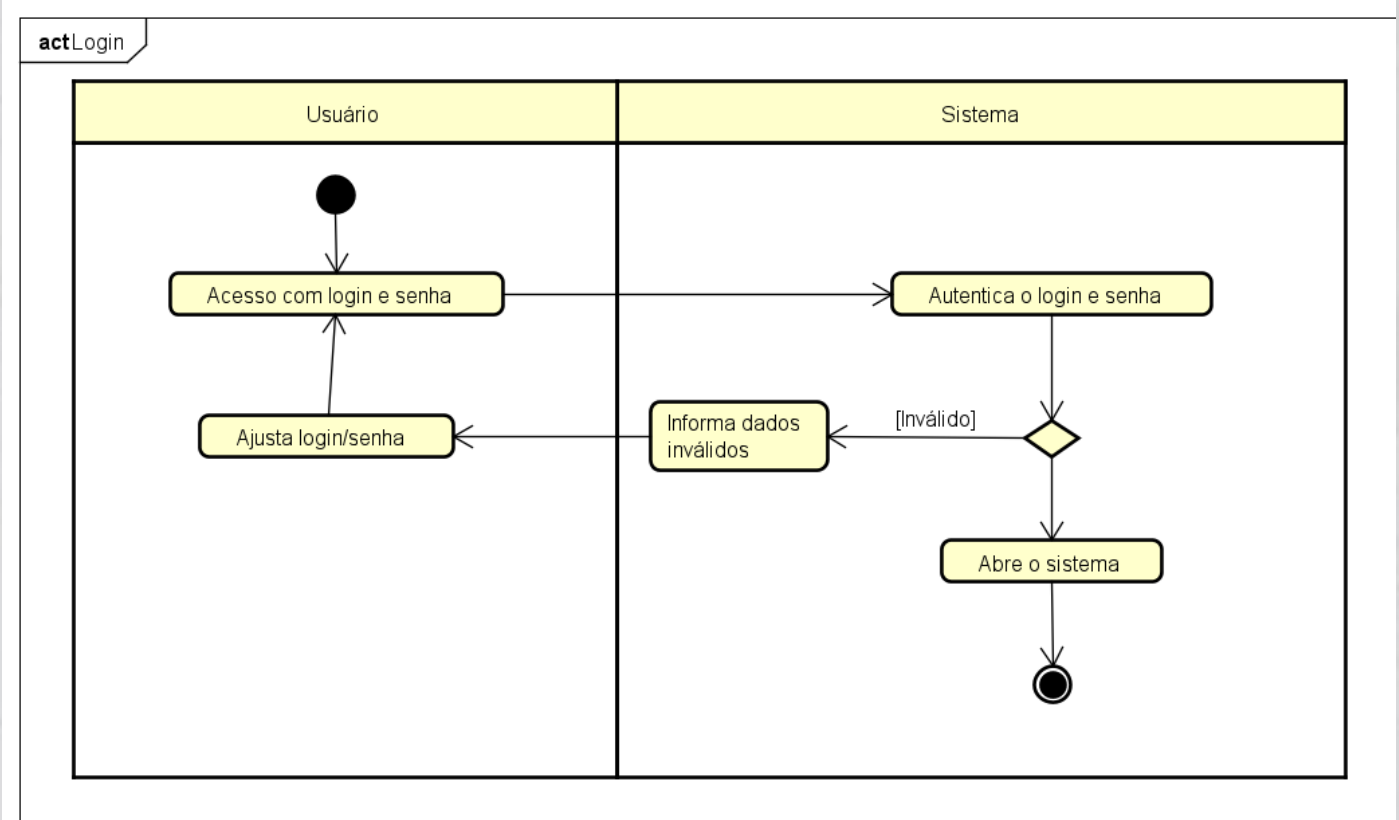 actLogin
Usuário
Sistema
Acesso com login e senha
Autentica o login e senha
Ajusta login/senha
Informa dados
inválidos
[Inválido]
Abre o sistema